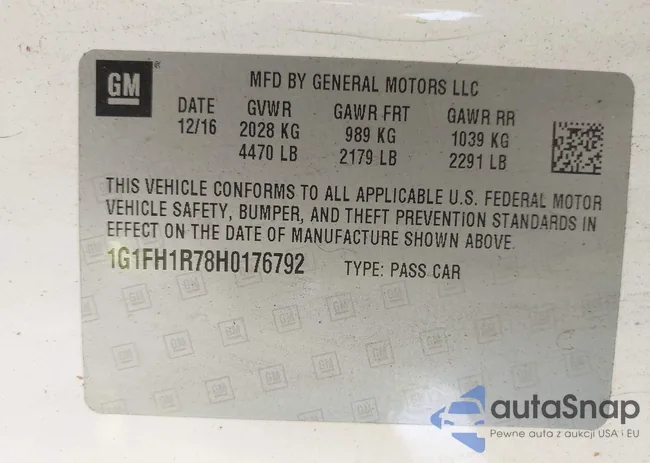 GM
MFD BY GENERAL MOTORS LLC
DATE GVWR GAWR FRT GAWR RR
12/16 2028 KG 989 KG 1039 KG
4470 LB 2179 LB 2291 LB
THIS VEHICLE CONFORMS TO ALL APPLICABLE U.S. FEDERAL MOTOR
VEHICLE SAFETY, BUMPER, AND THEFT PREVENTION STANDARDS IN
EFFECT ON THE DATE OF MANUFACTURE SHOWN ABOVE.
1G1FH1R78H0176792 TYPE: PASS CAR
autaSnap
Pewne auta z aukcji USA i EU